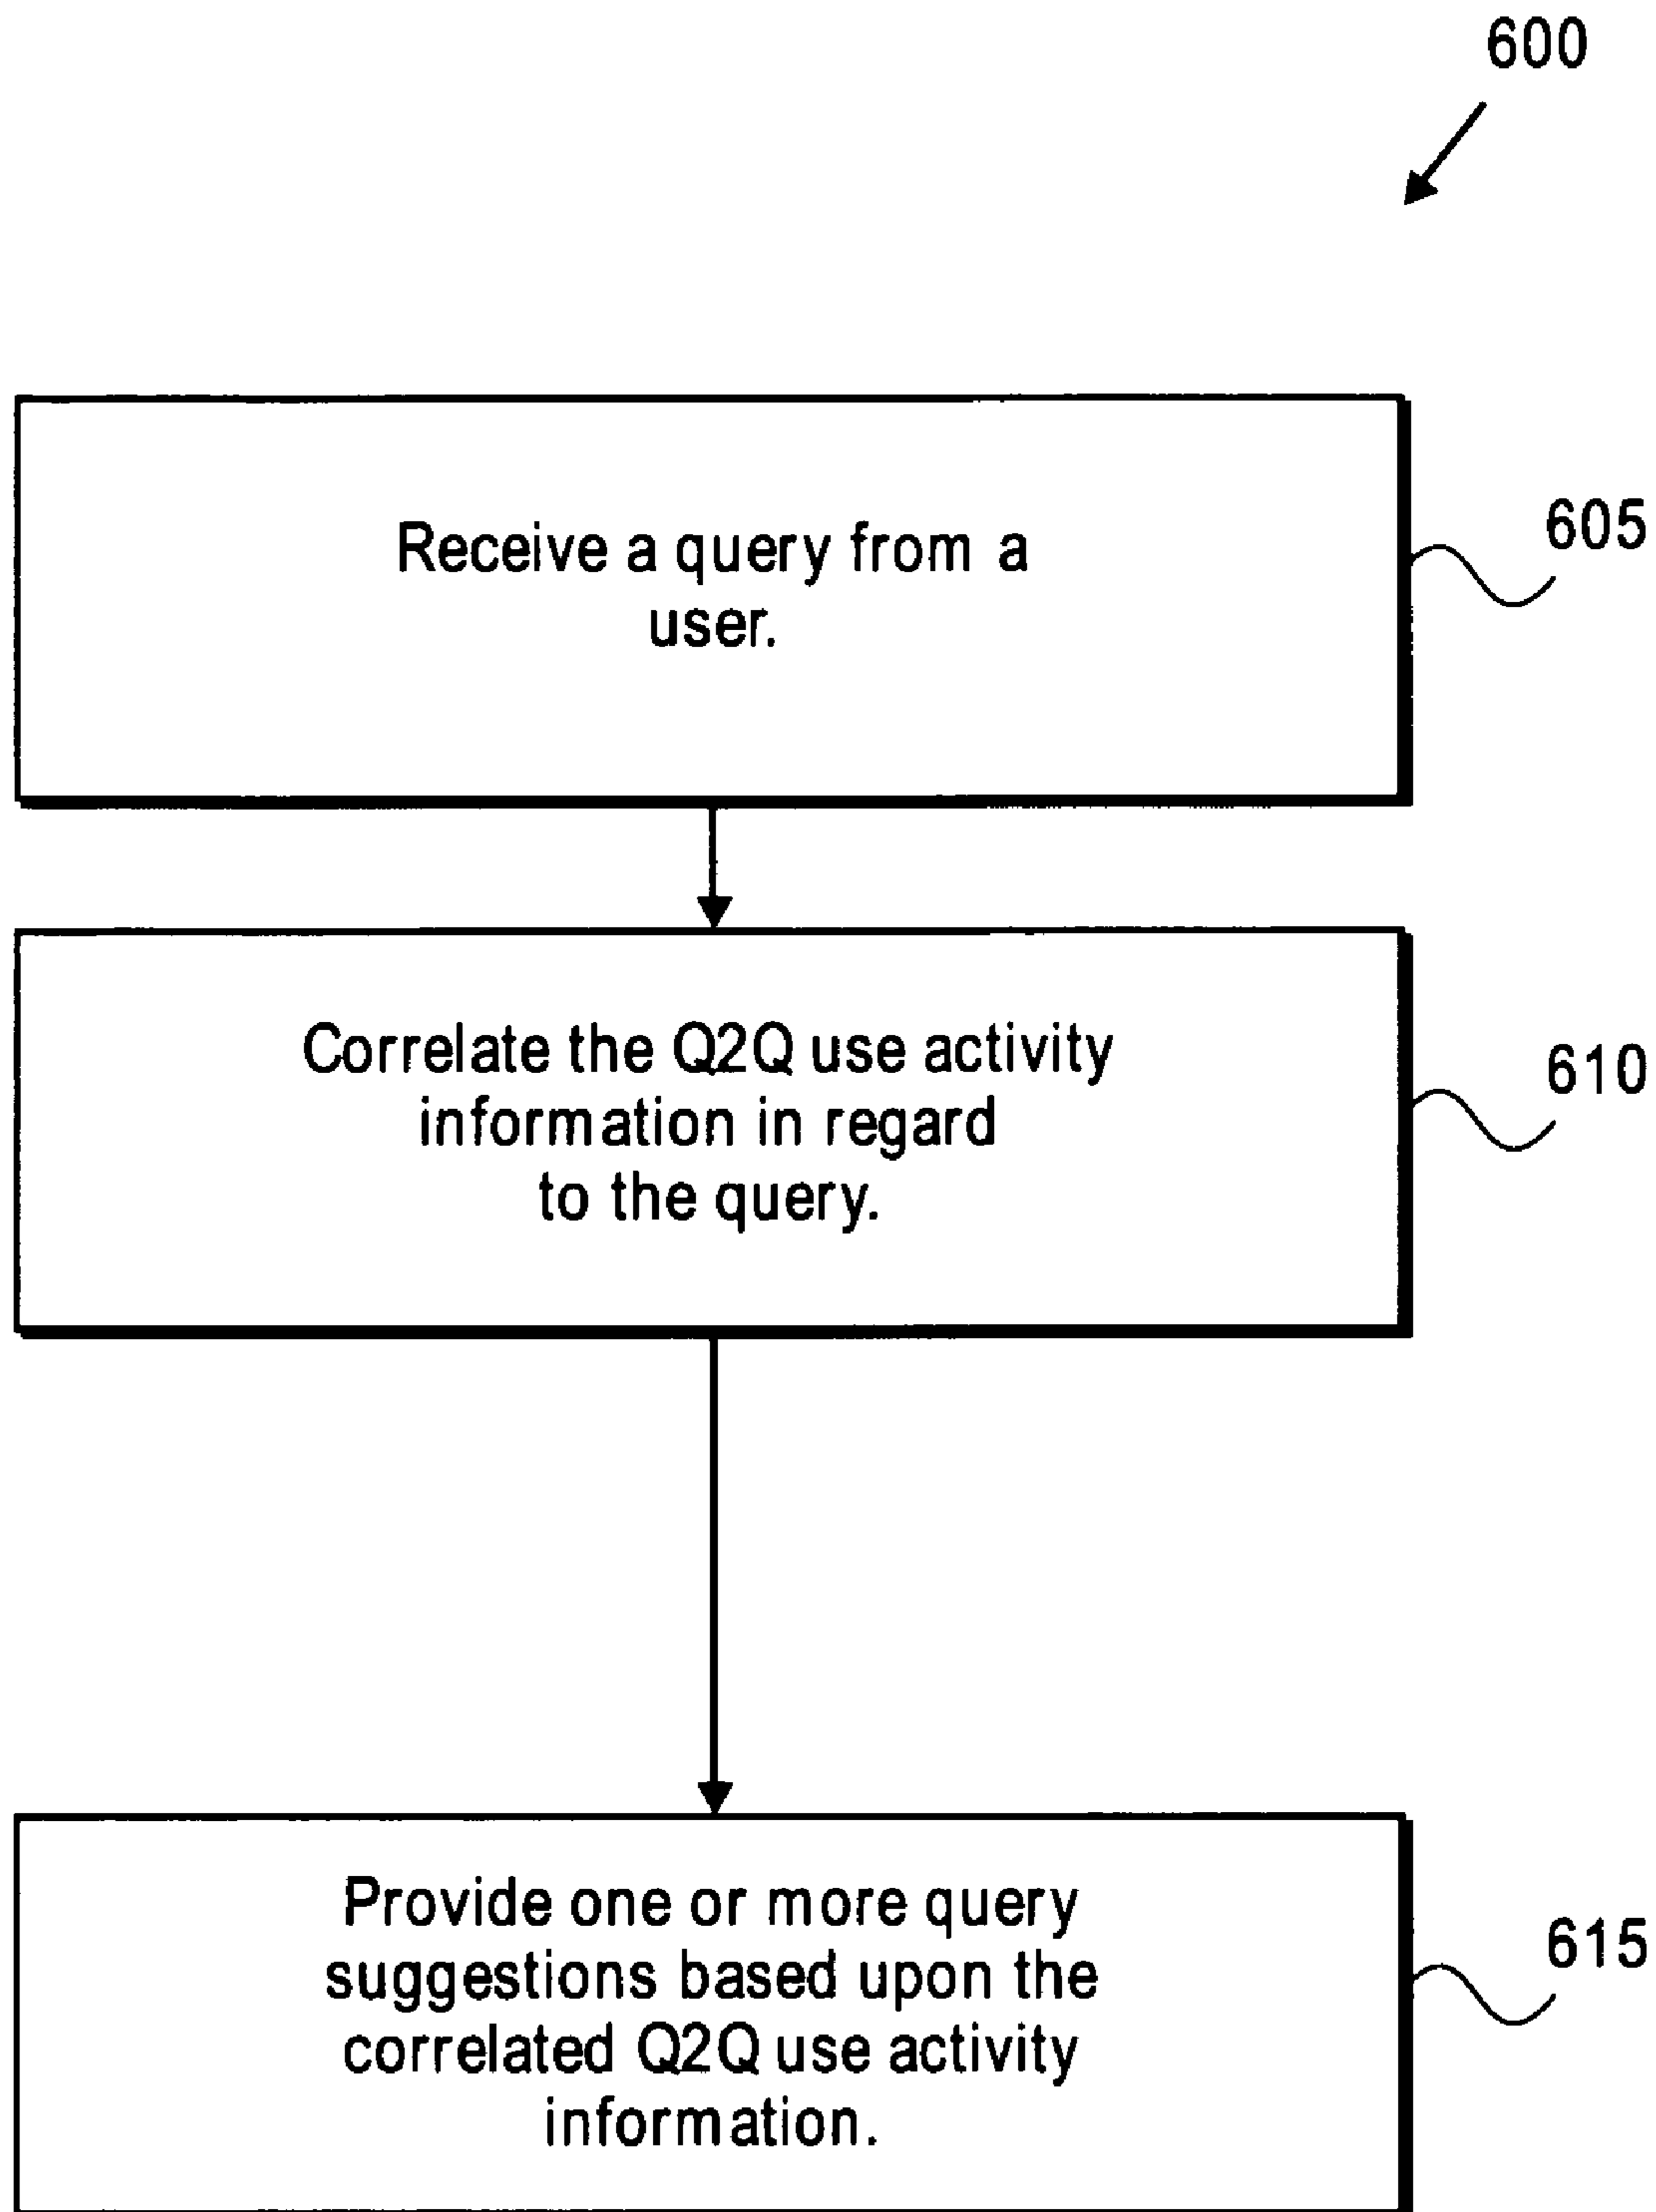 600
Receive a query from a
user.
605
Correlate the Q2Q use activity
information in regard
to the query.
610
Provide one or more query
suggestions based upon the
correlated Q2Q use activity
information.
615